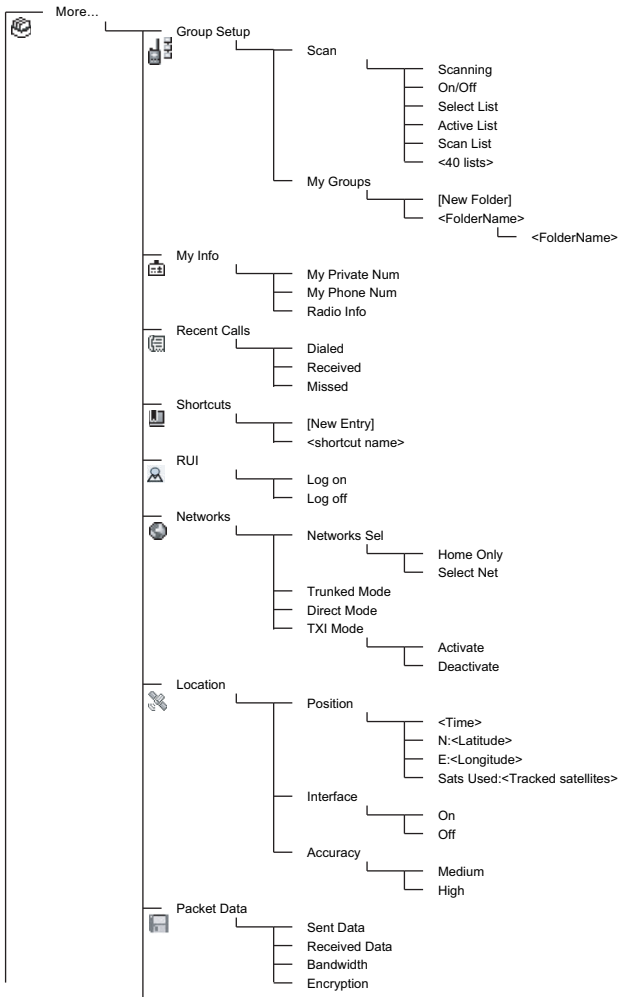 More...
Group Setup
Scan
Scanning
On/Off
Select List
Active List
Scan List
<40 lists>
My Groups
[New Folder]
<FolderName>
<FolderName>
My Info
My Private Num
My Phone Num
Radio Info
Recent Calls
Dialed
Received
Missed
Shortcuts
[New Entry]
<shortcut name>
RUI
Log on
Log off
Networks
Networks Sel
Home Only
Select Net
Trunked Mode
Direct Mode
TXI Mode
Activate
Deactivate
Location
Position
<Time>
N:<Latitude>
E:<Longitude>
Sats Used:<Tracked satellites>
Interface
On
Off
Accuracy
Medium
High
Packet Data
Sent Data
Received Data
Bandwidth
Encryption